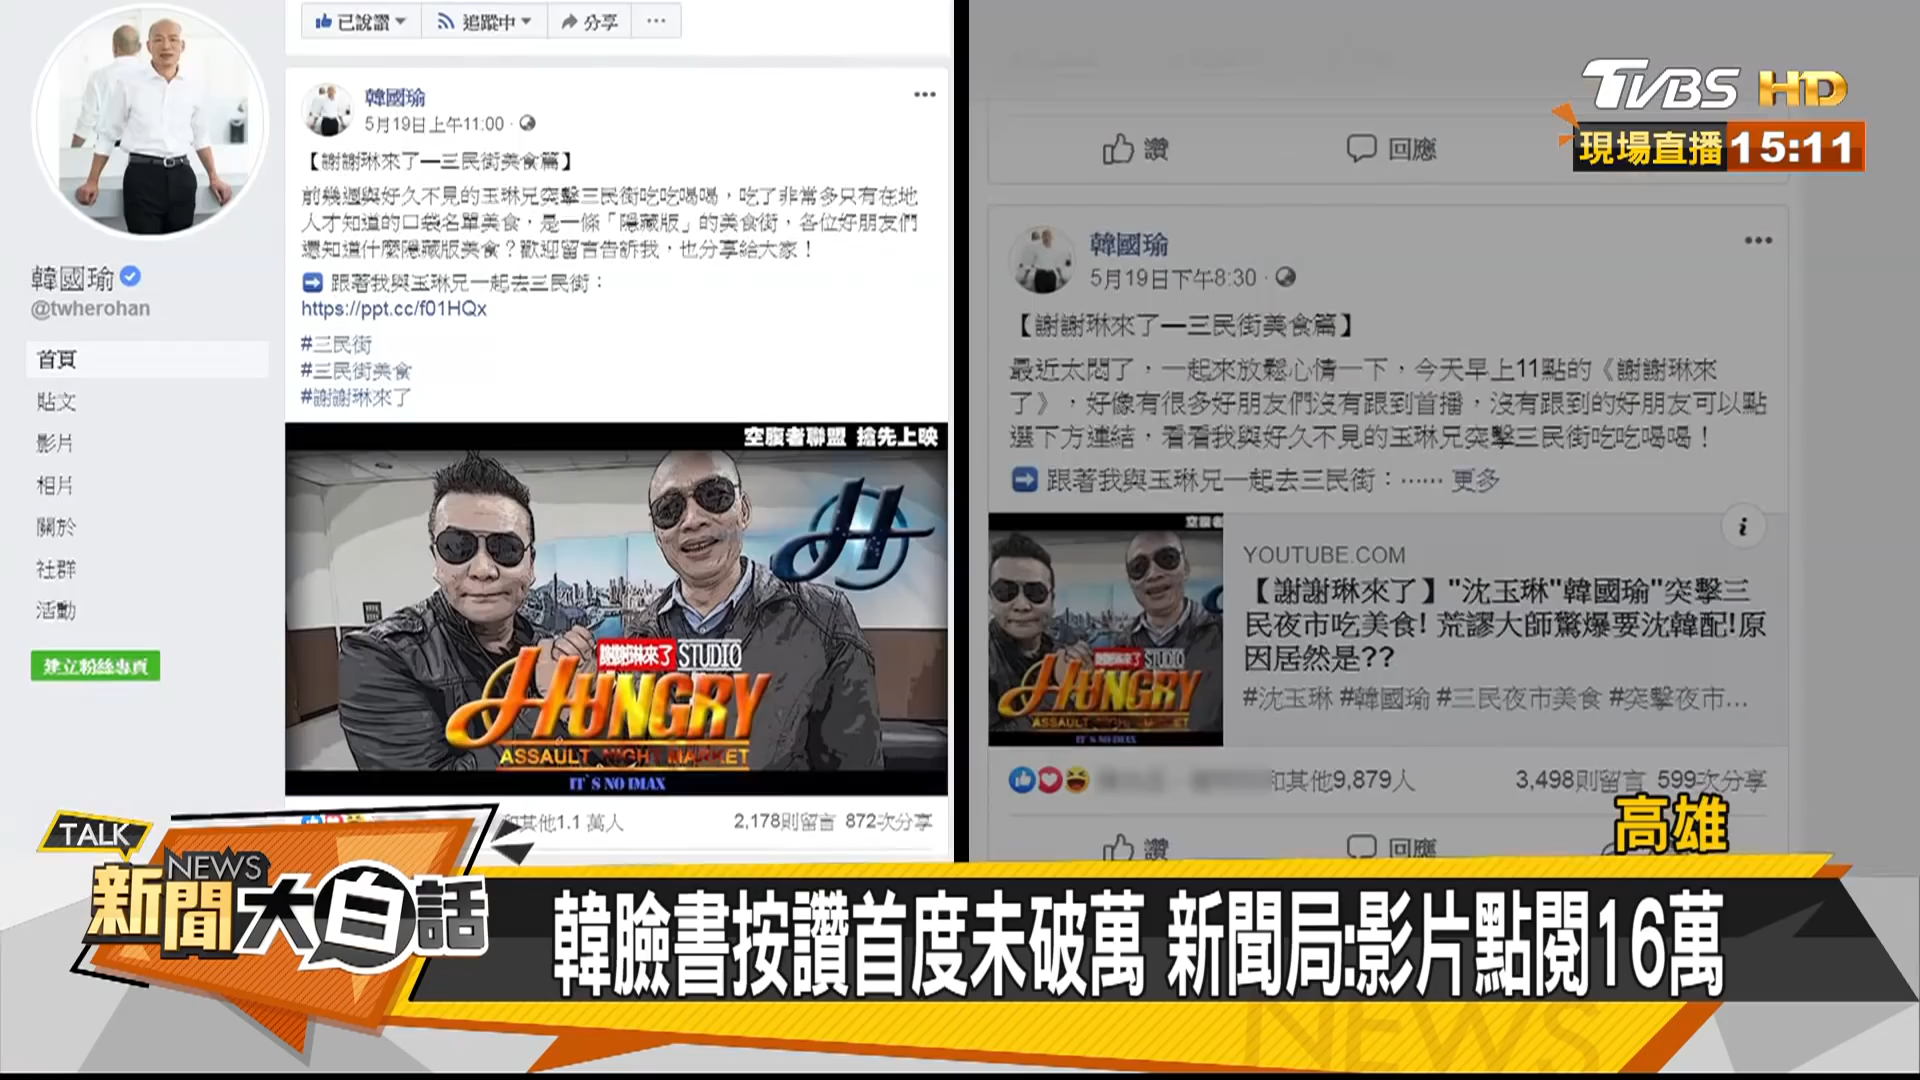 已說讚 追蹤中 分享
韓國瑜
5月19日上午11:00
【謝謝琳來了—三民街美食篇】
前幾週與好久不見的玉琳兄突擊三民街吃吃喝喝，吃了非常多只有在地
人才知道的口袋名單美食，是一條「隱藏版」的美食街，各位好朋友們
還知道什麼隱藏版美食？歡迎留言告訴我，也分享給大家！
跟著我與玉琳兄一起去三民街：
https://ppt.cc/f01HQx
#三民街
#三民街美食
#謝謝琳來了
韓國瑜
@twherohan
首頁
貼文
影片
相片
關於
社群
活動
建立粉絲專頁
空腹者聯盟 搶先上映
H
謝謝琳來了 STUDIO
HUNGRY
ASSAULT NIGHT MARKET
IT`S NO IMAX
和其他1.1 萬人 2,178則留言 872次分享
TVBS HD
現場直播 15:11
讚 回應
韓國瑜
5月19日下午8:30
【謝謝琳來了—三民街美食篇】
最近太悶了，一起來放鬆心情一下，今天早上11點的《謝謝琳來
了》，好像有很多好朋友們沒有跟到首播，沒有跟到的好朋友可以點
選下方連結，看看我與好久不見的玉琳兄突擊三民街吃吃喝喝！
跟著我與玉琳兄一起去三民街：…… 更多
空腹者
謝謝琳來了 STUDIO
HUNGRY
ASSAULT NIGHT MARKET
IT`S NO IMAX
YOUTUBE.COM
【謝謝琳來了】"沈玉琳"韓國瑜"突擊三
民夜市吃美食！荒謬大師驚爆要沈韓配!原
因居然是??
#沈玉琳 #韓國瑜 #三民夜市美食 #突擊夜市...
和其他9,879人 3,498則留言 599次分享
讚 回應
高雄
TALK
NEWS
新聞大白話
韓臉書按讚首度未破萬 新聞局:影片點閱16萬
NEWS